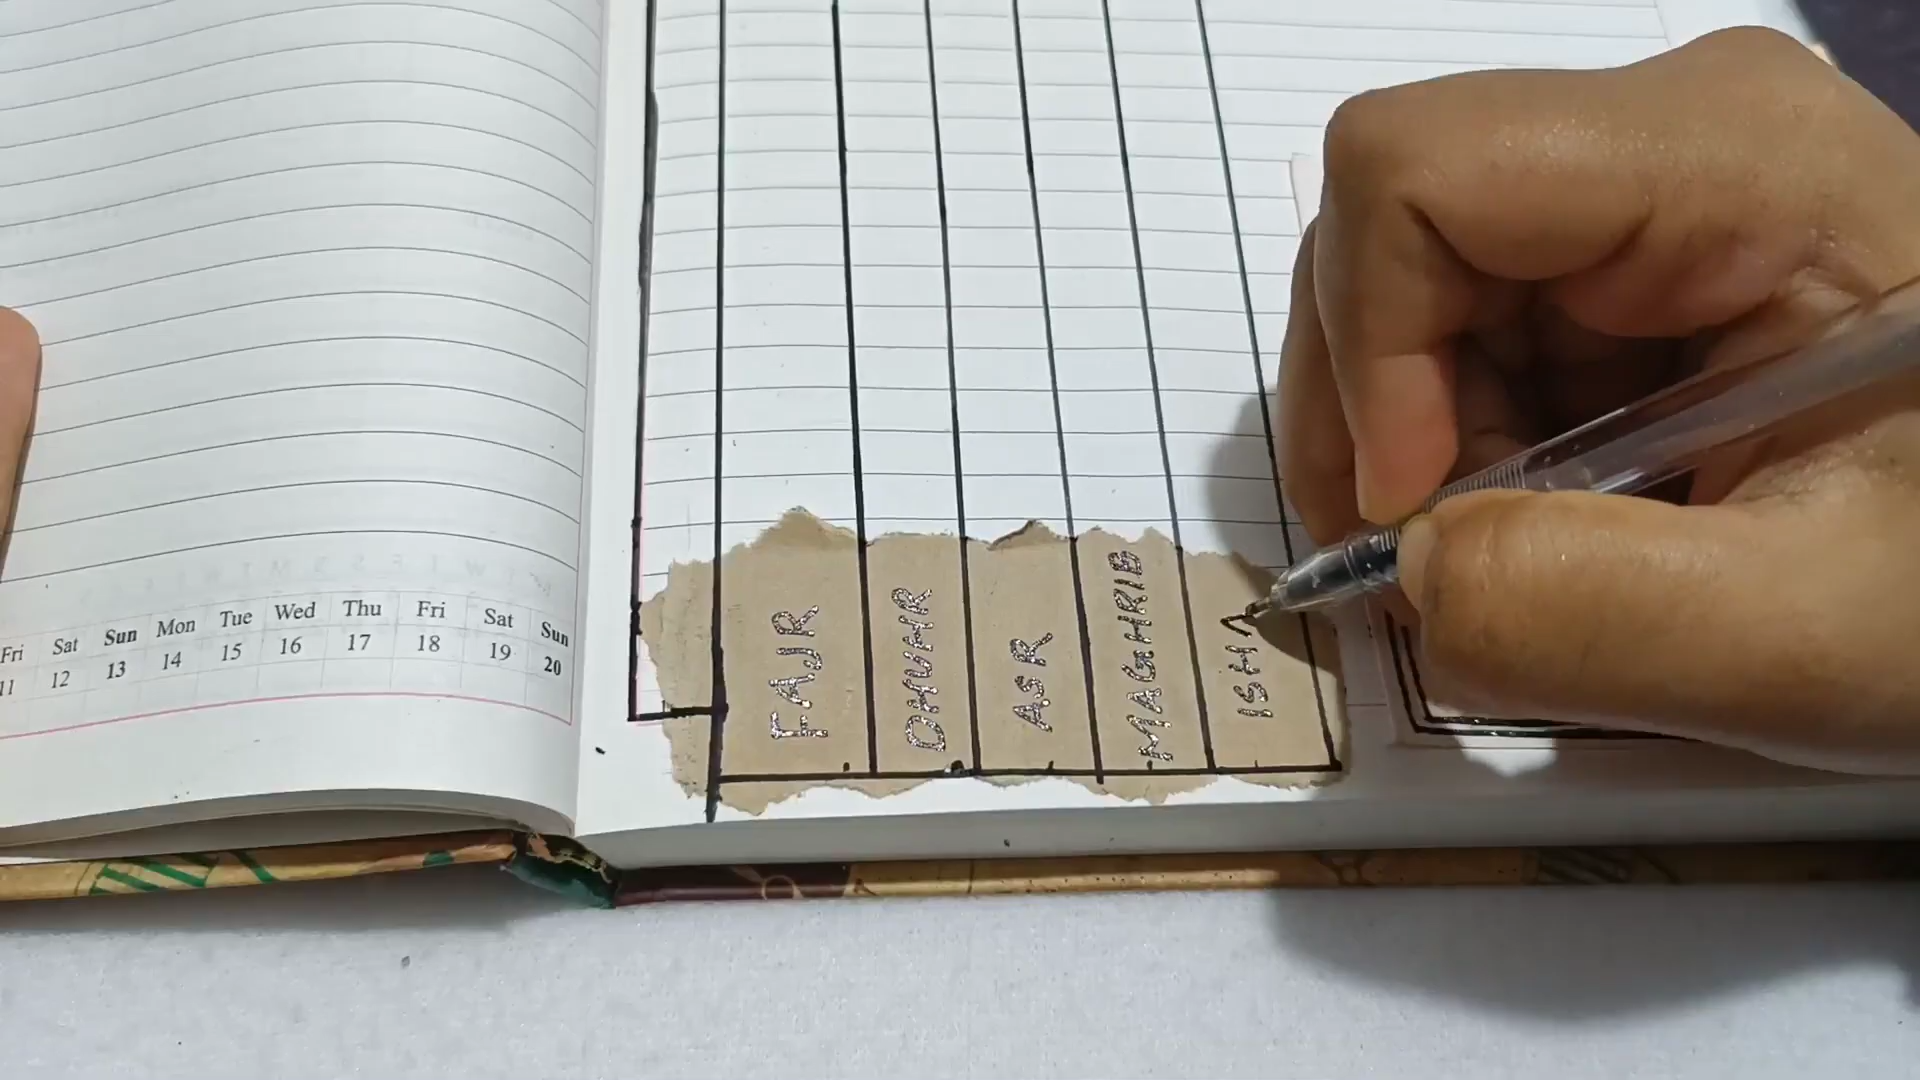 Fri Sat Sun Mon Tue Wed Thu Fri Sat Sun
11 12 13 14 15 16 17 18 19 20
FAJR
DHUHR
ASR
MAGHRIB
ISH